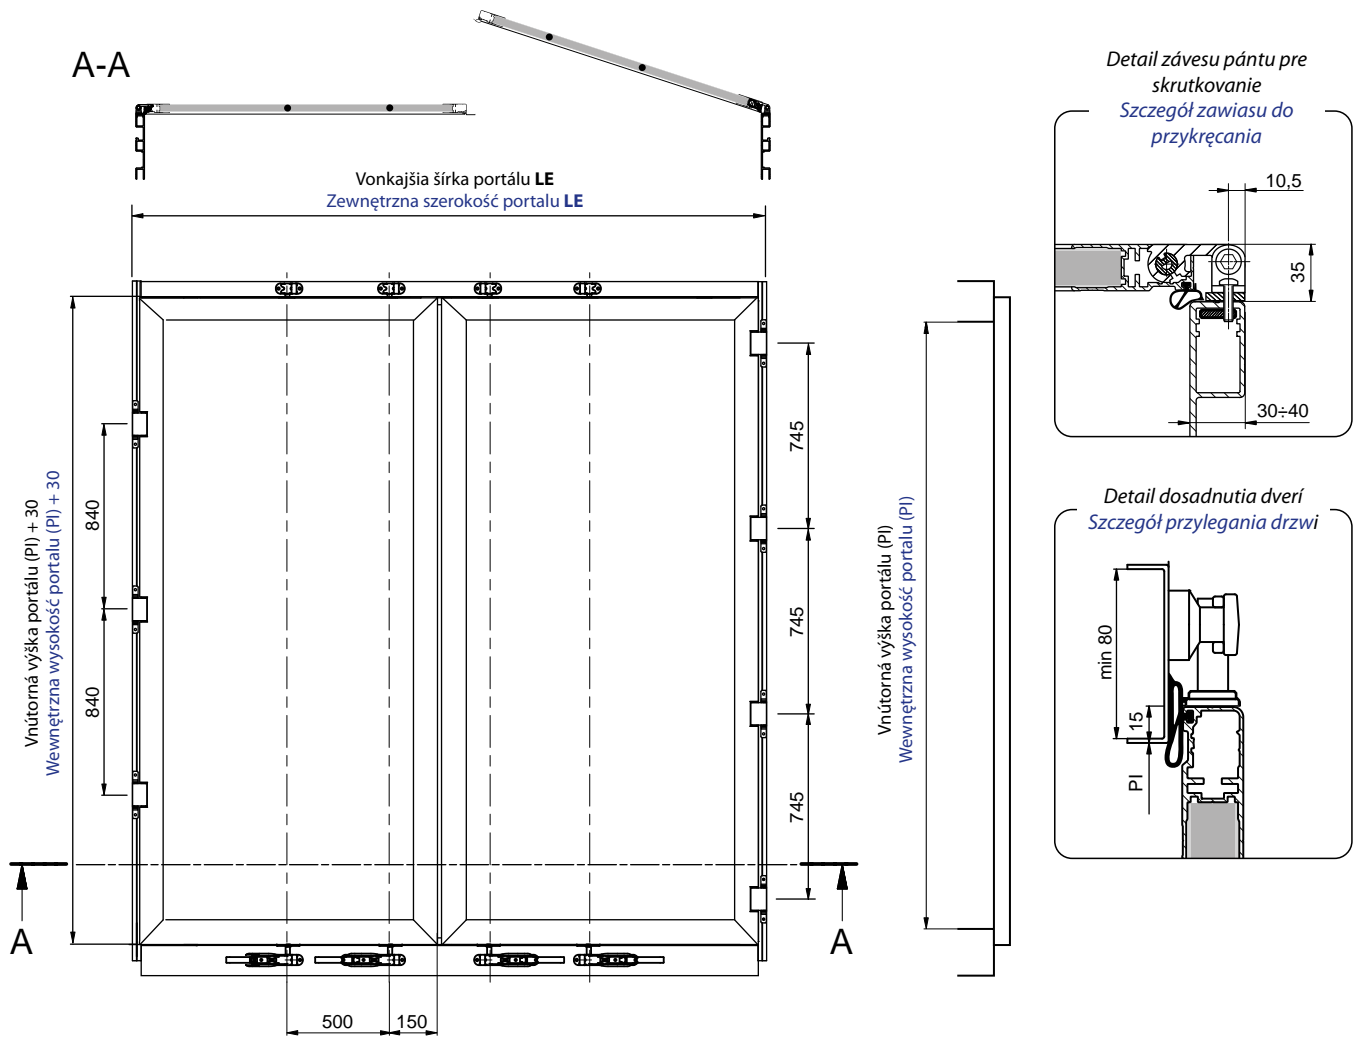 A-A
Vonkajšia šírka portálu LE
Zewnętrzna szerokość portalu LE
Detail závesu pántu pre
skrutkovanie
Szczegół zawiasu do
przykręcania
10,5
35
30÷40
Vnútorná výška portálu (PI) + 30
Wewnętrzna wysokość portalu (PI) + 30
840
840
745
745
745
Vnútorná výška portálu (PI)
Wewnętrzna wysokość portalu (PI)
Detail dosadnutia dverí
Szczegół przylegania drzwi
min 80
15
PI
A
A
500
150